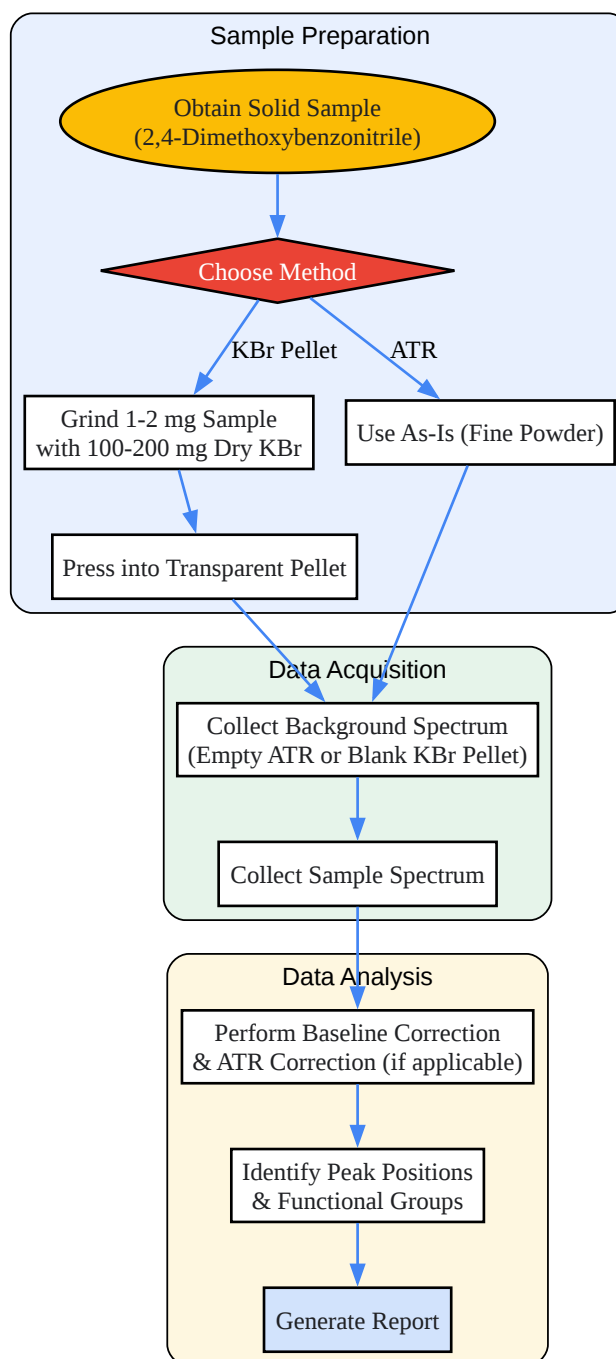 Sample Preparation
Obtain Solid Sample
(2,4-Dimethoxybenzonitrile)
Choose Method
KBr Pellet
ATR
Grind 1-2 mg Sample
with 100-200 mg Dry KBr
Use As-Is (Fine Powder)
Press into Transparent Pellet
Data Acquisition
Collect Background Spectrum
(Empty ATR or Blank KBr Pellet)
Collect Sample Spectrum
Data Analysis
Perform Baseline Correction
& ATR Correction (if applicable)
Identify Peak Positions
& Functional Groups
Generate Report